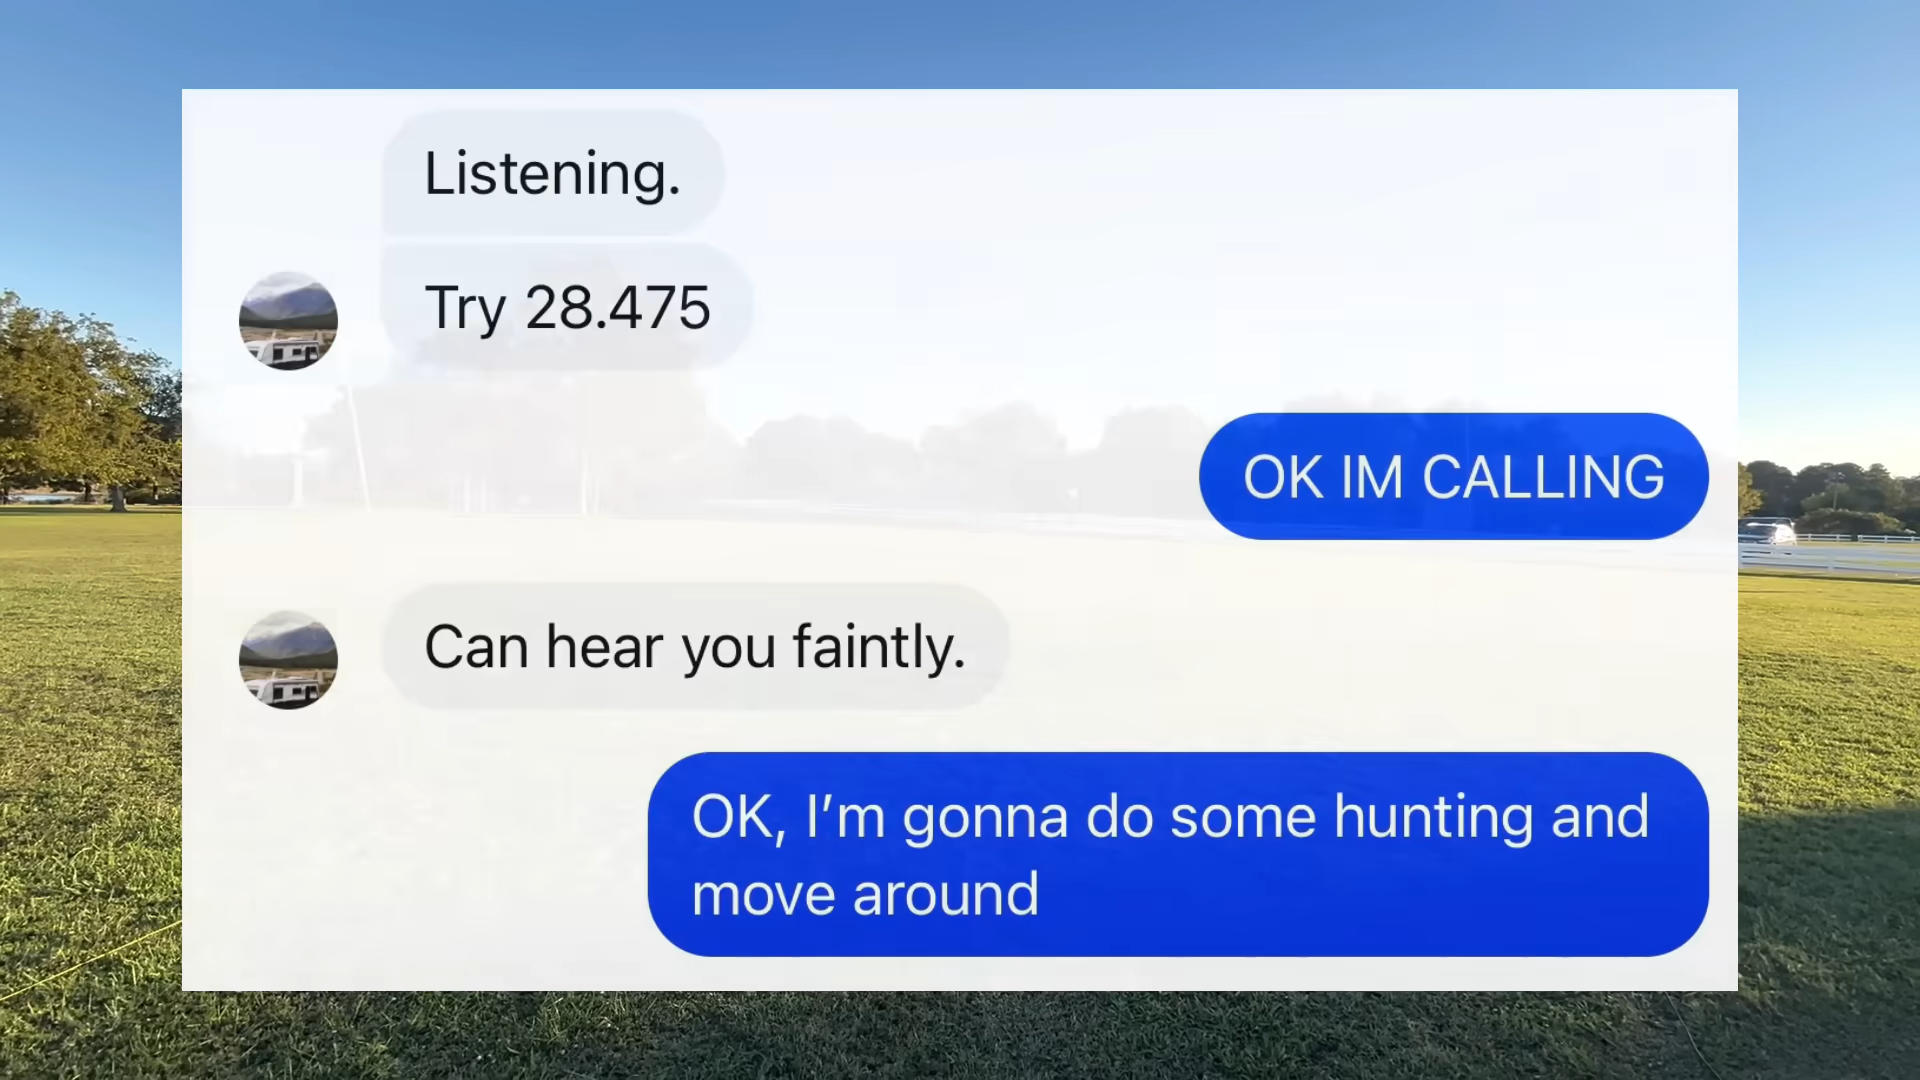 Listening.
Try 28.475
OK IM CALLING
Can hear you faintly.
OK, I’m gonna do some hunting and
move around